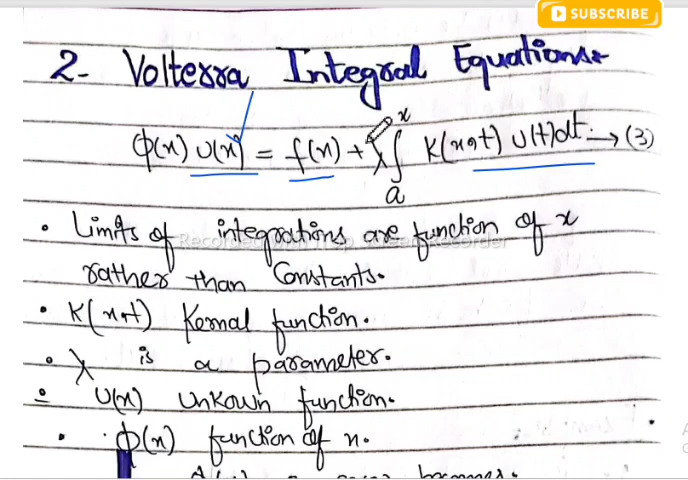 SUBSCRIBE
2- Volterra Integral Equations:
ϕ(x) u(x) = f(x) + λ∫ₐˣ K(x,t) u(t)dt → (3)
• Limits of integrations are function of x
rather than Constants.
• K(x,t) Kernal function.
• λ is a parameter.
• U(x) unkown function.
• ϕ(x) function of x.